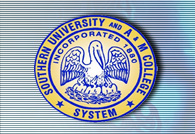 SOUTHERN UNIVERSITY AND A & M COLLEGE
SYSTEM
INCORPORATED 1880